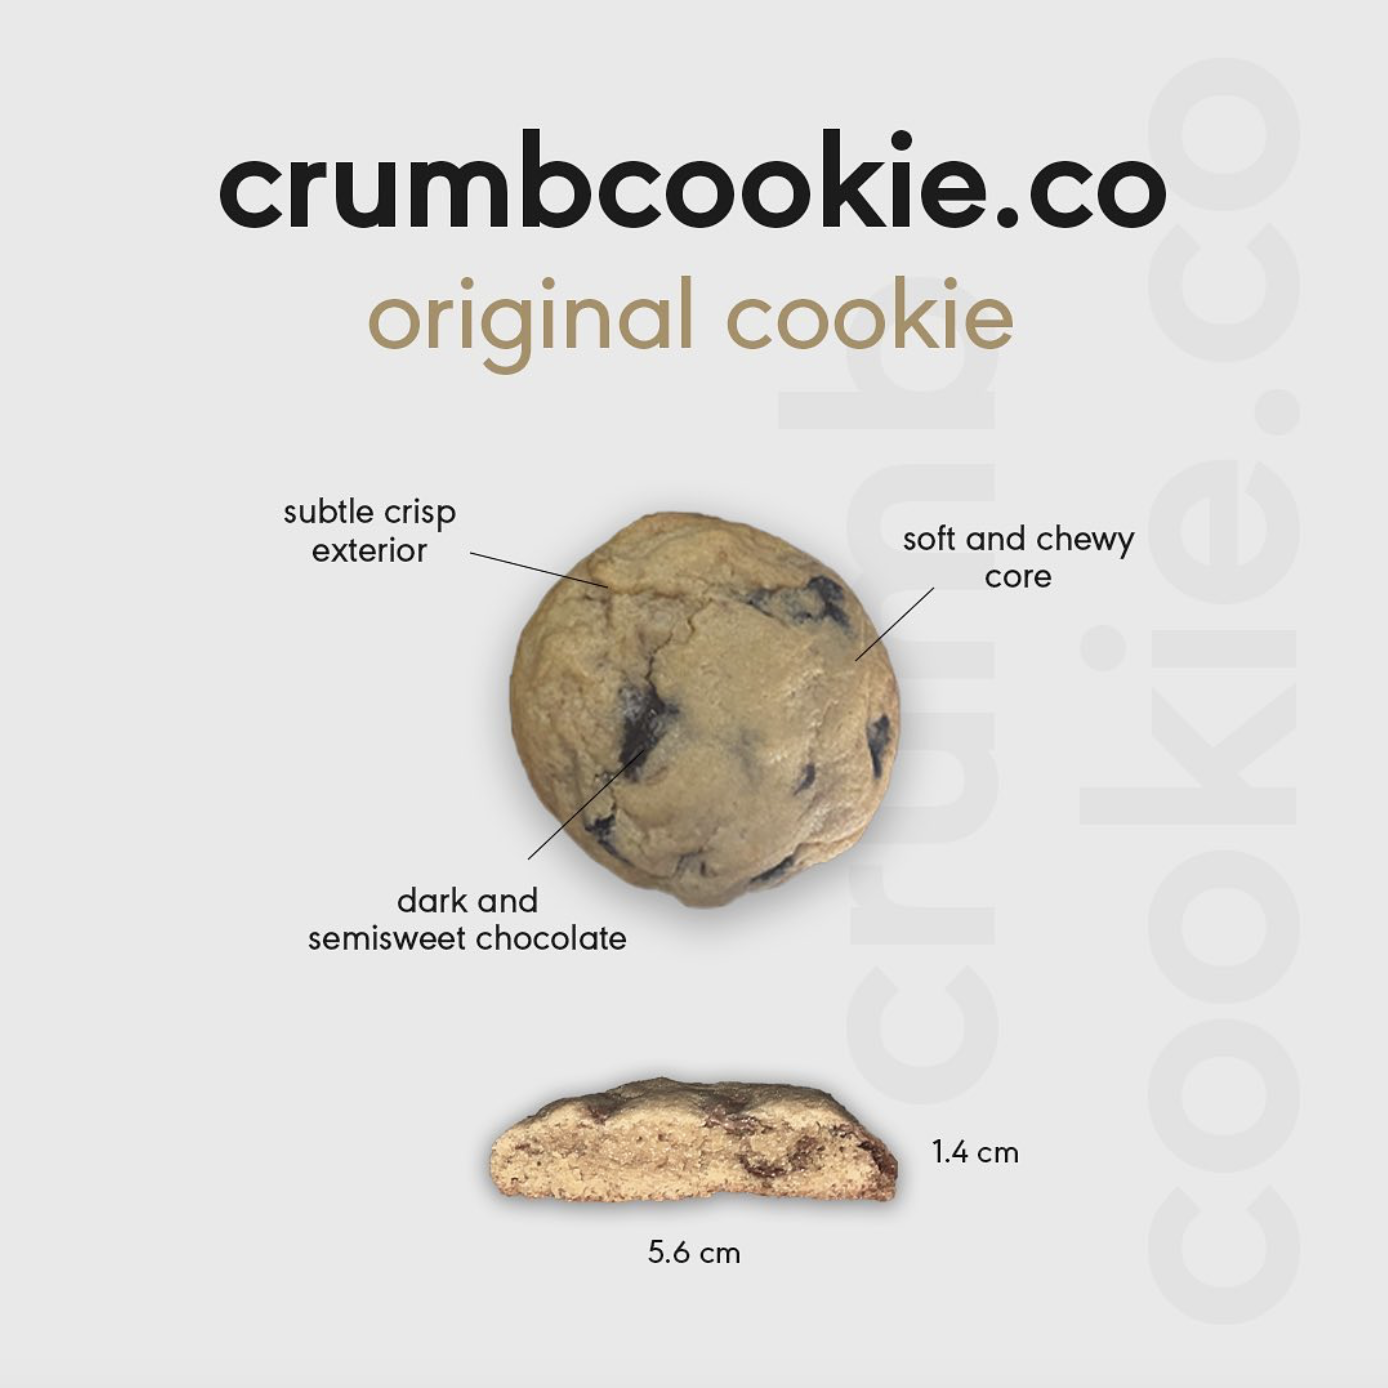 crumbcookie.co
original cookie
subtle crisp
exterior
soft and chewy
core
dark and
semisweet chocolate
1.4 cm
5.6 cm
crumb
cookie.co